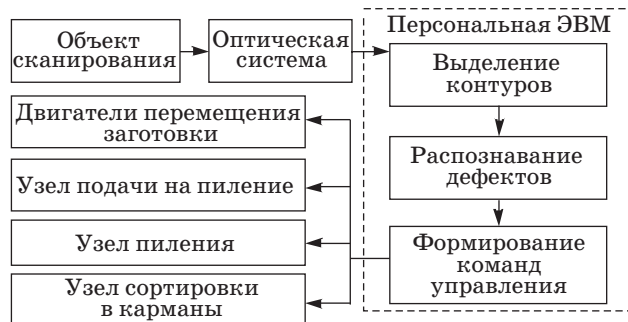 Персональная ЭВМ
Объект
сканирования
Оптическая
система
Выделение
контуров
Распознавание
дефектов
Формирование
команд
управления
Двигатели перемещения
заготовки
Узел подачи на пиление
Узел пиления
Узел сортировки
в карманы